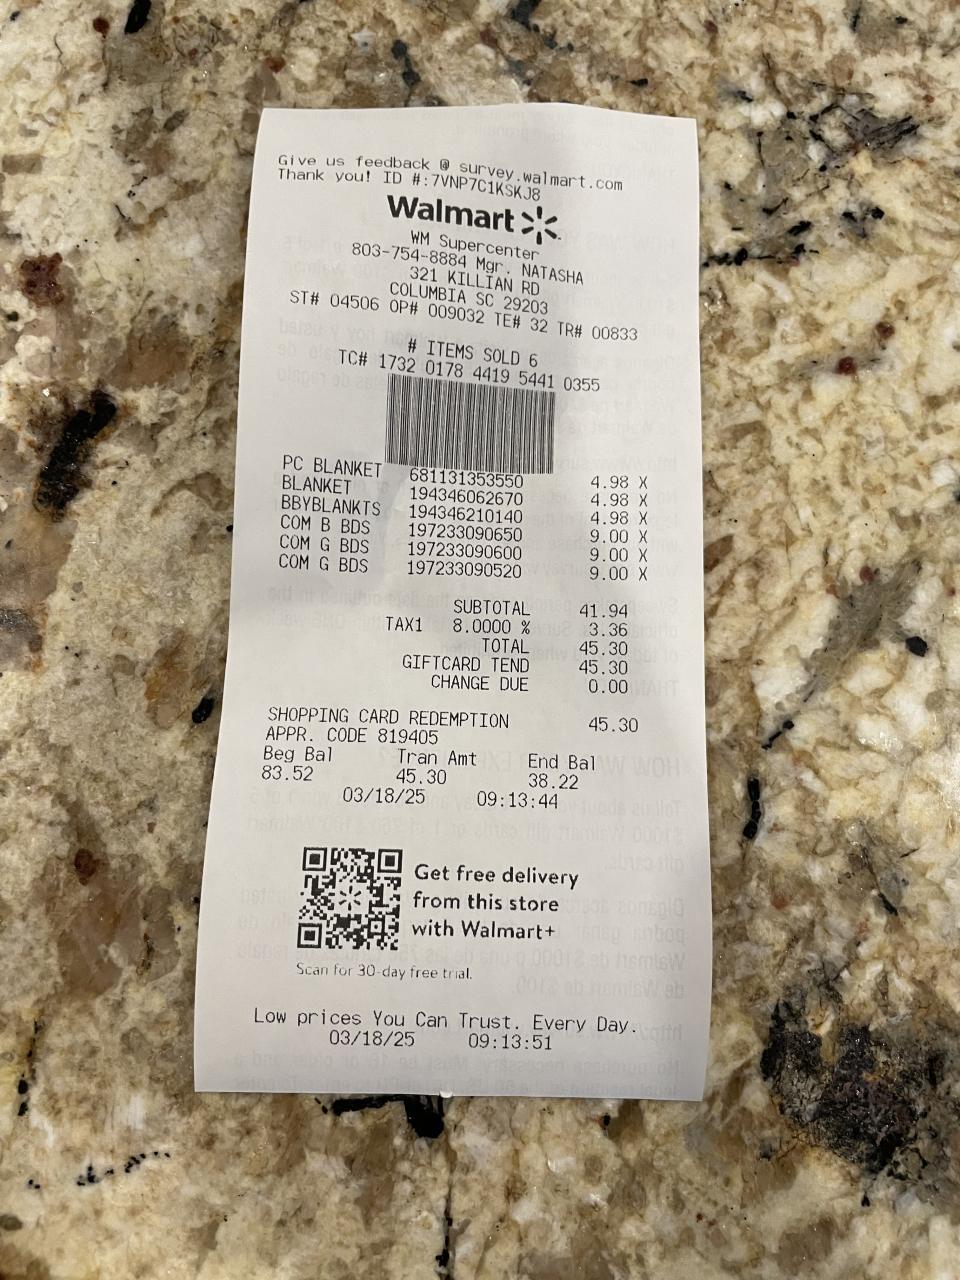 Give us feedback @ survey.walmart.com
Thank you! ID #:7VNP7C1KSKJ8
Walmart
WM Supercenter
803-754-8884 Mgr. NATASHA
321 KILLIAN RD
COLUMBIA SC 29203
ST# 04506 OP# 009032 TE# 32 TR# 00833
# ITEMS SOLD 6
TC# 1732 0178 4419 5441 0355
PC BLANKET 681131353550 4.98 X
BLANKET 194346062670 4.98 X
BBYBLANKTS 194346210140 4.98 X
COM B BDS 197233090650 9.00 X
COM G BDS 197233090600 9.00 X
COM G BDS 197233090520 9.00 X
SUBTOTAL 41.94
TAX1 8.0000 % 3.36
TOTAL 45.30
GIFTCARD TEND 45.30
CHANGE DUE 0.00
SHOPPING CARD REDEMPTION 45.30
APPR. CODE 819405
Beg Bal Tran Amt End Bal
83.52 45.30 38.22
03/18/25 09:13:44
Get free delivery
from this store
with Walmart+
Scan for 30-day free trial.
Low prices You Can Trust. Every Day.
03/18/25 09:13:51